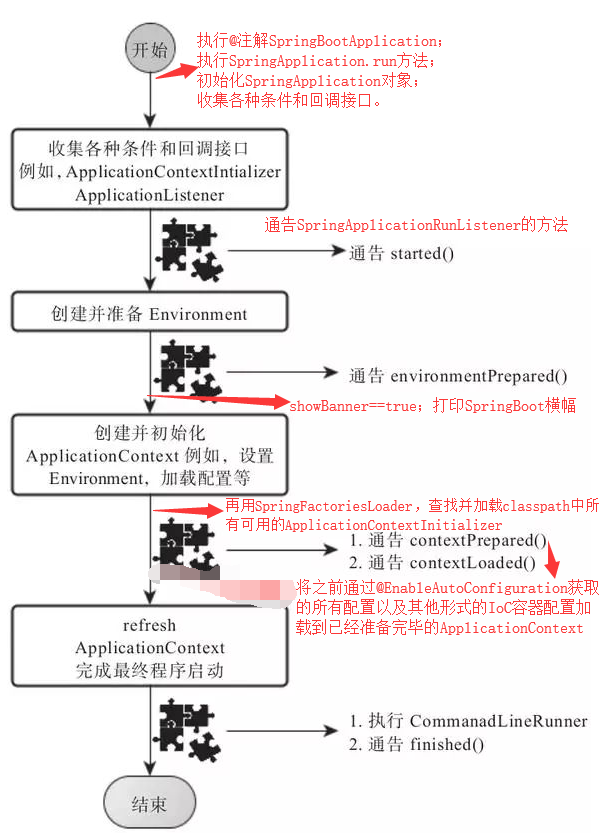 开始
执行@注解SpringBootApplication；
执行SpringApplication.run方法；
初始化SpringApplication对象；
收集各种条件和回调接口。
收集各种条件和回调接口
例如，ApplicationContextIntializer
ApplicationListener
通告SpringApplicationRunListener的方法
通告 started()
创建并准备 Environment
通告 environmentPrepared()
showBanner==true；打印SpringBoot横幅
创建并初始化
ApplicationContext 例如，设置
Environment，加载配置等
再用SpringFactoriesLoader，查找并加载classpath中所
有可用的ApplicationContextInitializer
1. 通告 contextPrepared()
2. 通告 contextLoaded()
将之前通过@EnableAutoConfiguration获取
的所有配置以及其他形式的IoC容器配置加
载到已经准备完毕的ApplicationContext
refresh
ApplicationContext
完成最终程序启动
1. 执行 CommanadLineRunner
2. 通告 finished()
结束